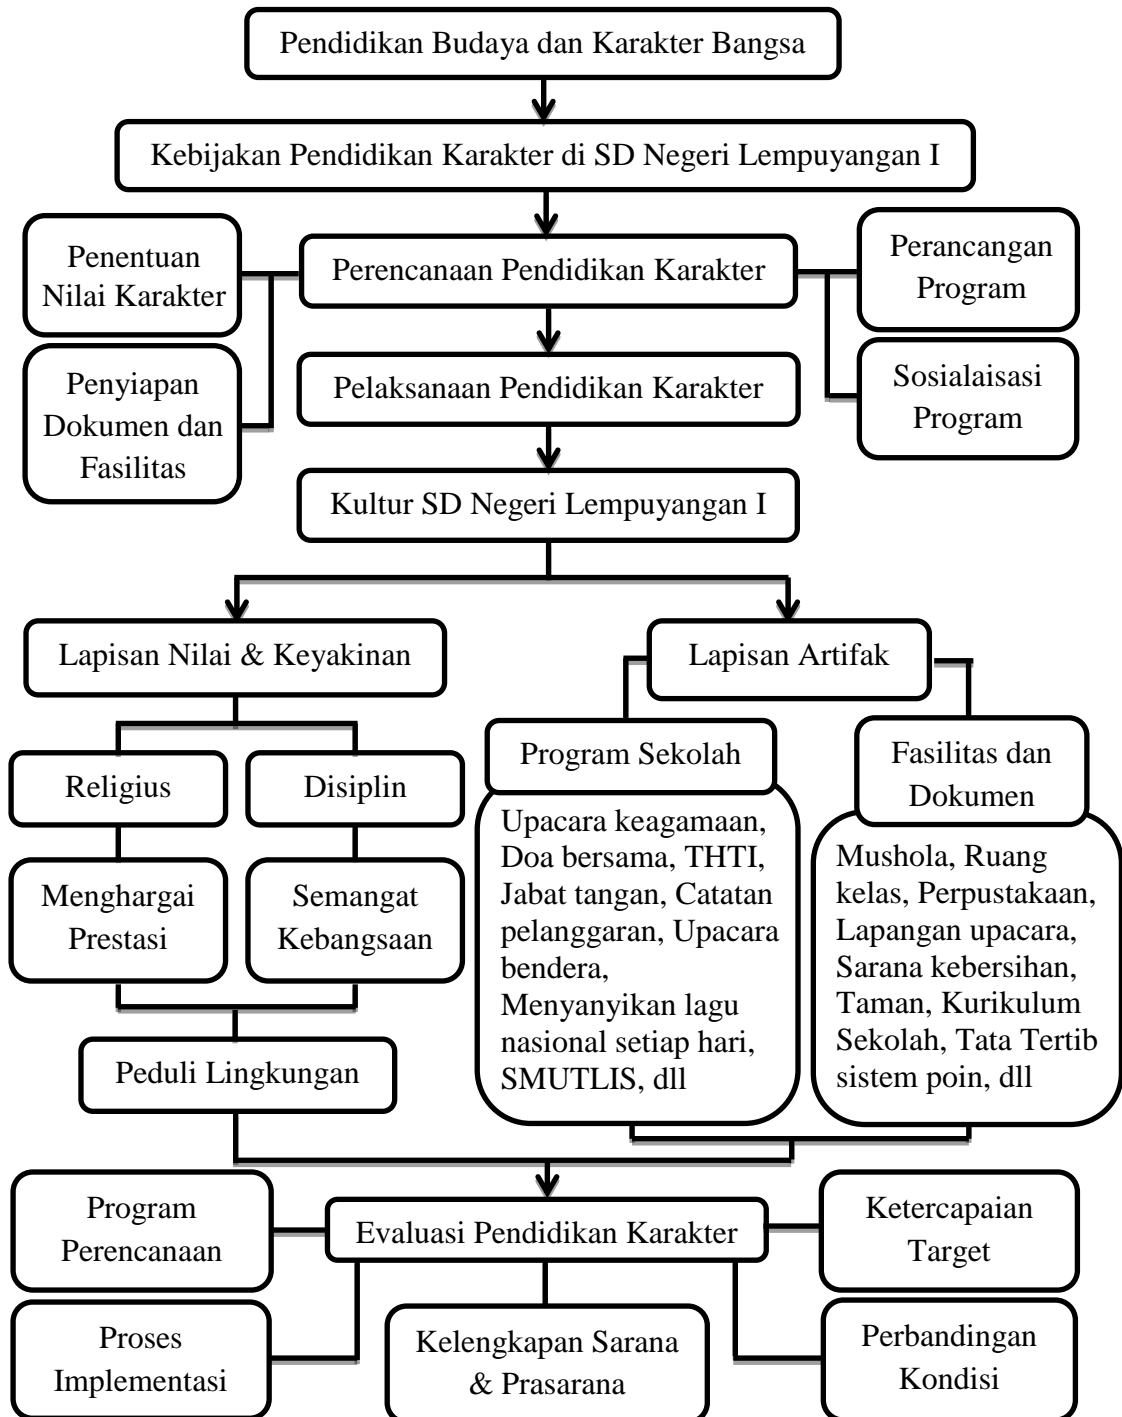 Pendidikan Budaya dan Karakter Bangsa
Kebijakan Pendidikan Karakter di SD Negeri Lempuyangan I
Penentuan
Nilai Karakter
Perencanaan Pendidikan Karakter
Perancangan
Program
Penyiapan
Dokumen dan
Fasilitas
Pelaksanaan Pendidikan Karakter
Sosialaisasi
Program
Kultur SD Negeri Lempuyangan I
Lapisan Nilai & Keyakinan
Lapisan Artifak
Religius
Disiplin
Menghargai
Prestasi
Semangat
Kebangsaan
Peduli Lingkungan
Program Sekolah
Upacara keagamaan,
Doa bersama, THTI,
Jabat tangan, Catatan
pelanggaran, Upacara
bendera,
Menyanyikan lagu
nasional setiap hari,
SMUTLIS, dll
Fasilitas dan
Dokumen
Mushola, Ruang
kelas, Perpustakaan,
Lapangan upacara,
Sarana kebersihan,
Taman, Kurikulum
Sekolah, Tata Tertib
sistem poin, dll
Program
Perencanaan
Evaluasi Pendidikan Karakter
Ketercapaian
Target
Proses
Implementasi
Kelengkapan Sarana
& Prasarana
Perbandingan
Kondisi